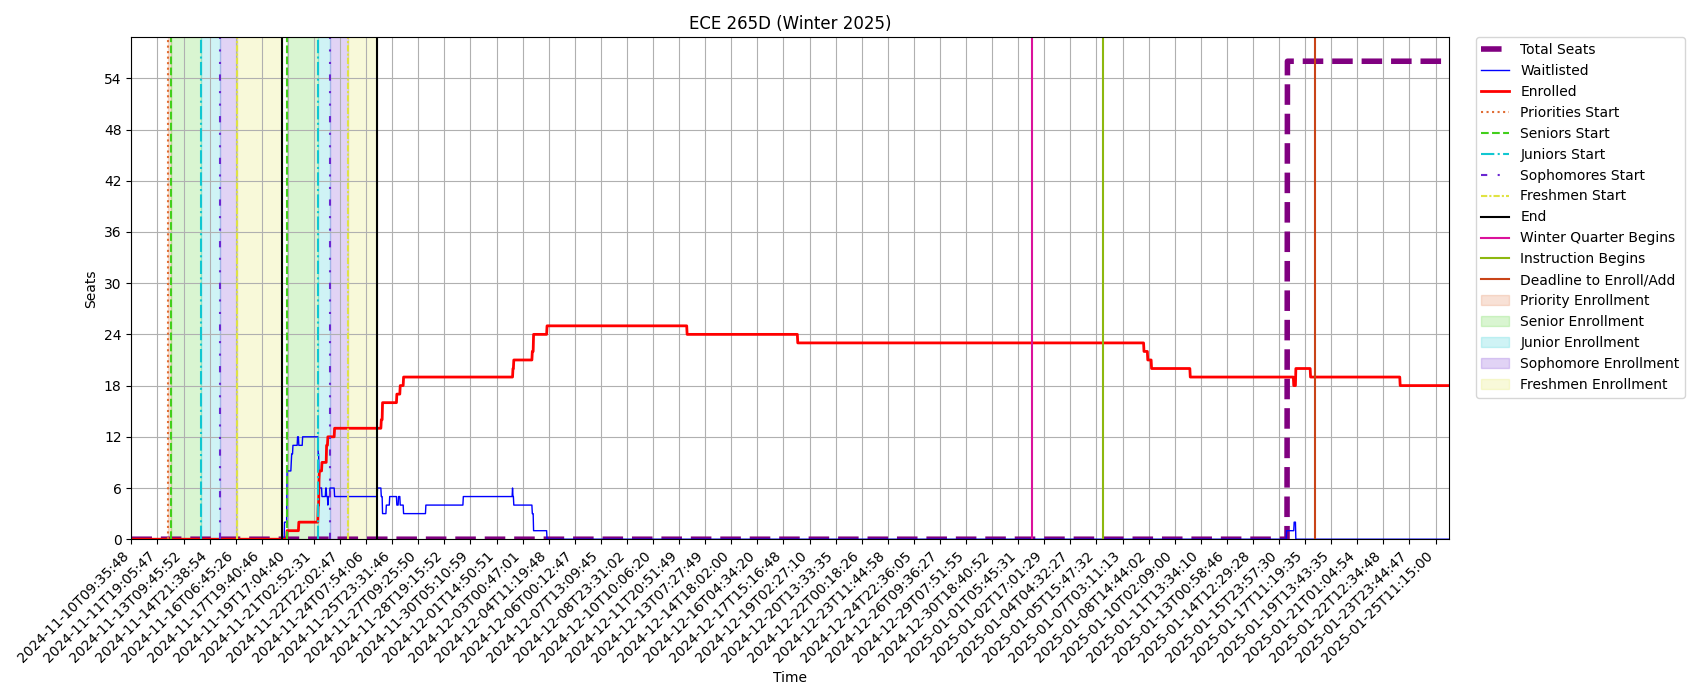 ECE 265D (Winter 2025)
Seats
54
48
42
36
30
24
18
12
6
0
2024-11-10T09:35:48
2024-11-11T19:05:47
2024-11-13T09:45:52
2024-11-14T21:38:54
2024-11-16T06:45:26
2024-11-17T19:40:46
2024-11-19T17:04:40
2024-11-21T02:52:31
2024-11-22T22:02:47
2024-11-24T07:54:06
2024-11-25T23:31:46
2024-11-27T09:25:50
2024-11-28T19:15:52
2024-11-30T05:10:59
2024-12-01T14:50:51
2024-12-03T00:47:01
2024-12-04T11:19:48
2024-12-06T00:12:47
2024-12-07T13:09:45
2024-12-08T23:31:02
2024-12-10T10:06:20
2024-12-11T20:51:49
2024-12-13T07:27:49
2024-12-14T18:02:00
2024-12-16T04:34:20
2024-12-17T15:16:48
2024-12-19T02:27:10
2024-12-20T13:33:35
2024-12-22T00:18:26
2024-12-23T11:44:58
2024-12-24T22:36:05
2024-12-26T09:36:27
2024-12-29T07:51:55
2024-12-30T18:40:52
2025-01-01T05:45:31
2025-01-02T17:01:29
2025-01-04T04:32:27
2025-01-05T15:47:32
2025-01-07T03:11:13
2025-01-08T14:44:02
2025-01-10T02:09:00
2025-01-11T13:34:10
2025-01-13T00:58:46
2025-01-14T12:29:28
2025-01-15T23:57:30
2025-01-17T11:19:35
2025-01-19T13:43:35
2025-01-21T01:04:54
2025-01-22T12:34:48
2025-01-23T23:44:47
2025-01-25T11:15:00
Time
Total Seats
Waitlisted
Enrolled
Priorities Start
Seniors Start
Juniors Start
Sophomores Start
Freshmen Start
End
Winter Quarter Begins
Instruction Begins
Deadline to Enroll/Add
Priority Enrollment
Senior Enrollment
Junior Enrollment
Sophomore Enrollment
Freshmen Enrollment